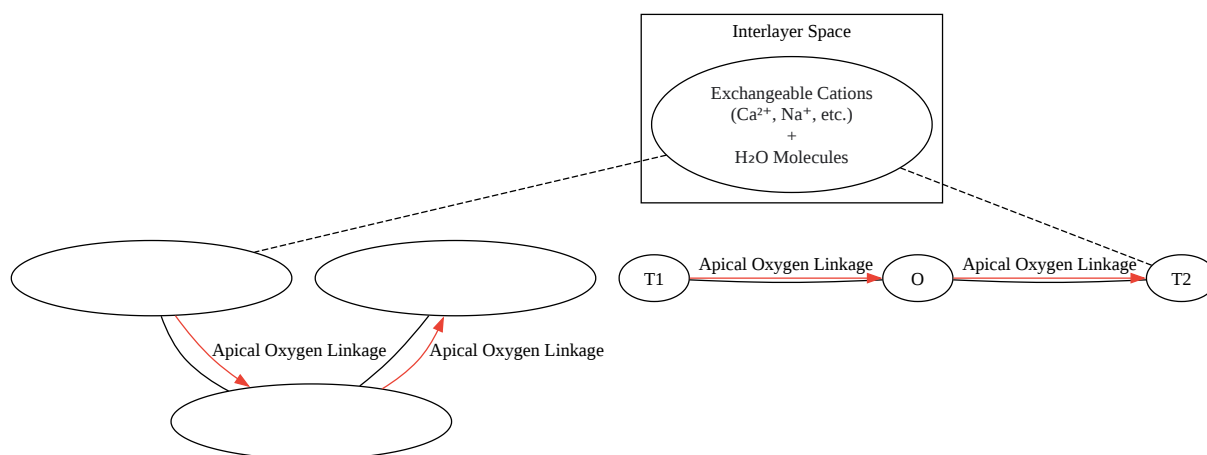 Interlayer Space
Exchangeable Cations
(Ca²⁺, Na⁺, etc.)
+
H₂O Molecules
T1
Apical Oxygen Linkage
O
Apical Oxygen Linkage
T2
Apical Oxygen Linkage
Apical Oxygen Linkage